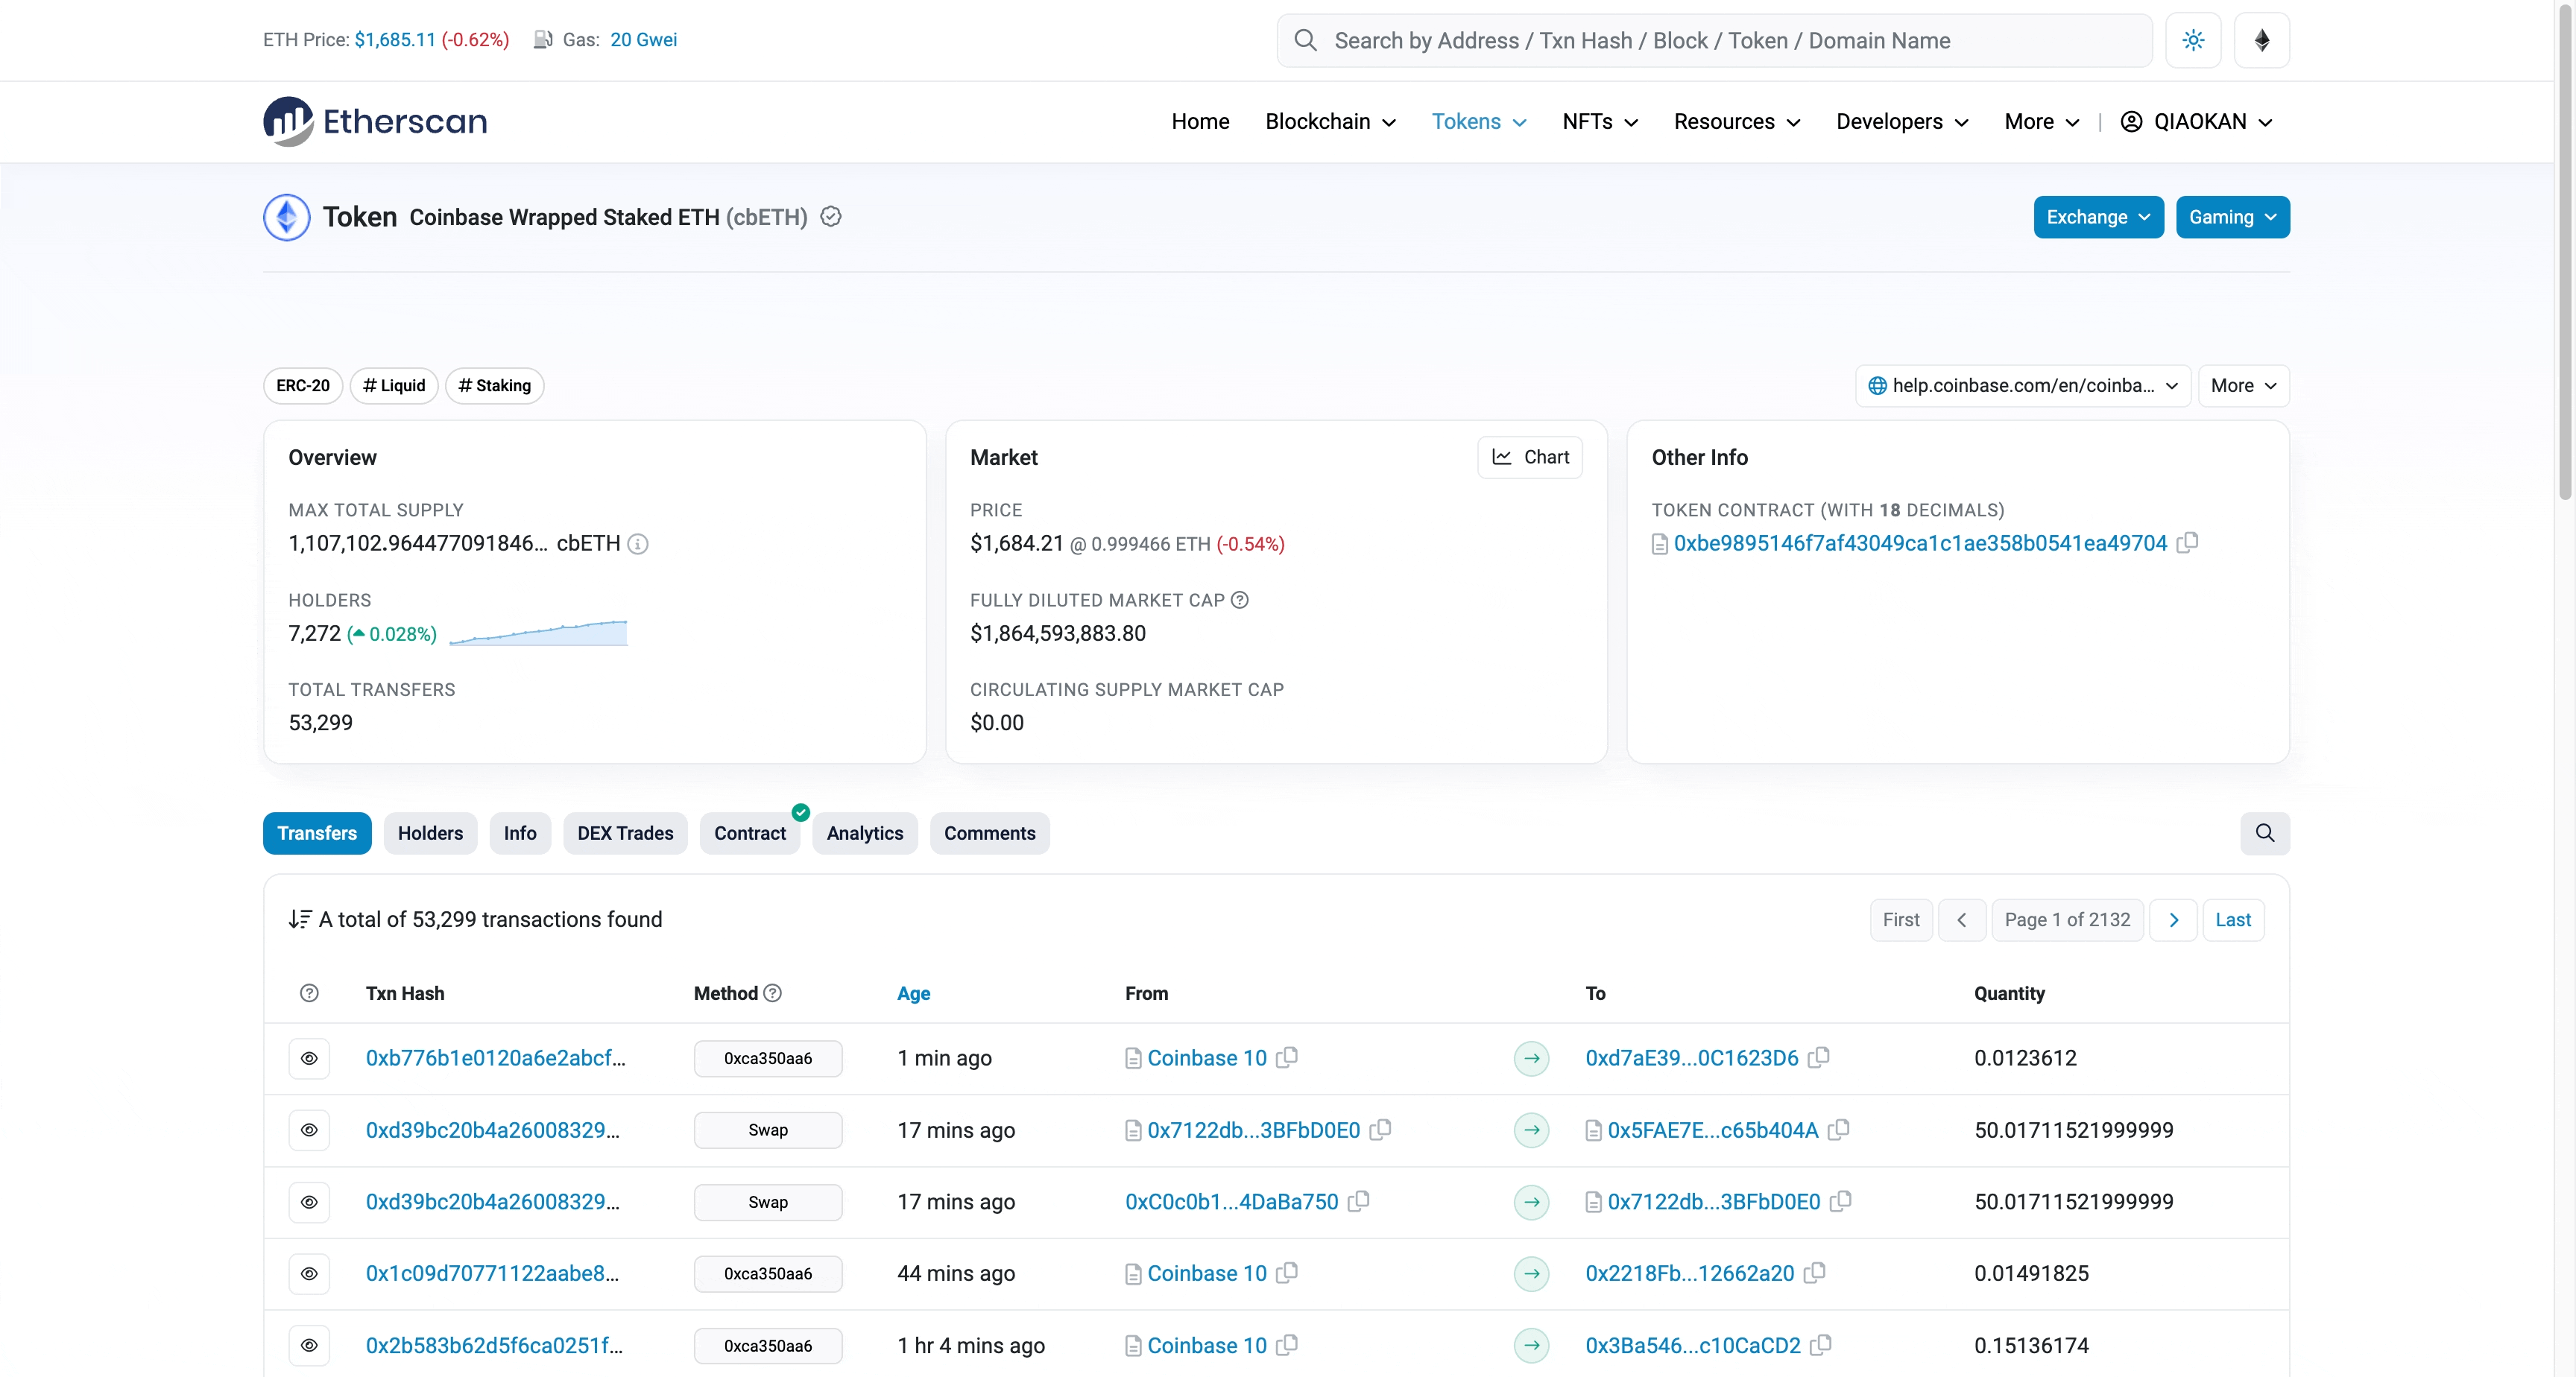 ETH Price: $1,685.11 (-0.62%) Gas: 20 Gwei
Search by Address / Txn Hash / Block / Token / Domain Name
Etherscan
Home Blockchain Tokens NFTs Resources Developers More | QIAOKAN
Token Coinbase Wrapped Staked ETH (cbETH)
Exchange Gaming
ERC-20 # Liquid # Staking
help.coinbase.com/en/coinba... More
Overview
MAX TOTAL SUPPLY
1,107,102.964477091846... cbETH
HOLDERS
7,272 (0.028%)
TOTAL TRANSFERS
53,299
Market
Chart
PRICE
$1,684.21 @ 0.999466 ETH (-0.54%)
FULLY DILUTED MARKET CAP
$1,864,593,883.80
CIRCULATING SUPPLY MARKET CAP
$0.00
Other Info
TOKEN CONTRACT (WITH 18 DECIMALS)
0xbe9895146f7af43049ca1c1ae358b0541ea49704
Transfers Holders Info DEX Trades Contract Analytics Comments
A total of 53,299 transactions found
First Page 1 of 2132 Last
Txn Hash Method Age From To Quantity
0xb776b1e0120a6e2abcf... 0xca350aa6 1 min ago Coinbase 10 0xd7aE39...0C1623D6 0.0123612
0xd39bc20b4a26008329... Swap 17 mins ago 0x7122db...3BFbD0E0 0x5FAE7E...c65b404A 50.01711521999999
0xd39bc20b4a26008329... Swap 17 mins ago 0xC0c0b1...4DaBa750 0x7122db...3BFbD0E0 50.01711521999999
0x1c09d70771122aabe8... 0xca350aa6 44 mins ago Coinbase 10 0x2218Fb...12662a20 0.01491825
0x2b583b62d5f6ca0251f... 0xca350aa6 1 hr 4 mins ago Coinbase 10 0x3Ba546...c10CaCD2 0.15136174